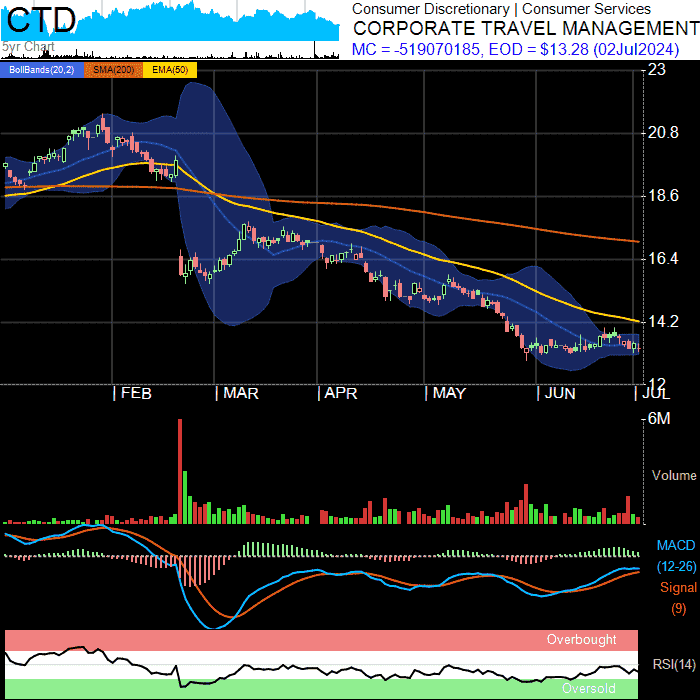 CTD
5yr Chart
Consumer Discretionary | Consumer Services
CORPORATE TRAVEL MANAGEMENT
MC = -519070185, EOD = $13.28 (02Jul2024)
BollBands(20,2) SMA(200) EMA(50)
23
20.8
18.6
16.4
14.2
12
FEB MAR APR MAY JUN JUL
6M
Volume
MACD
(12-26)
Signal
(9)
Overbought
RSI(14)
Oversold